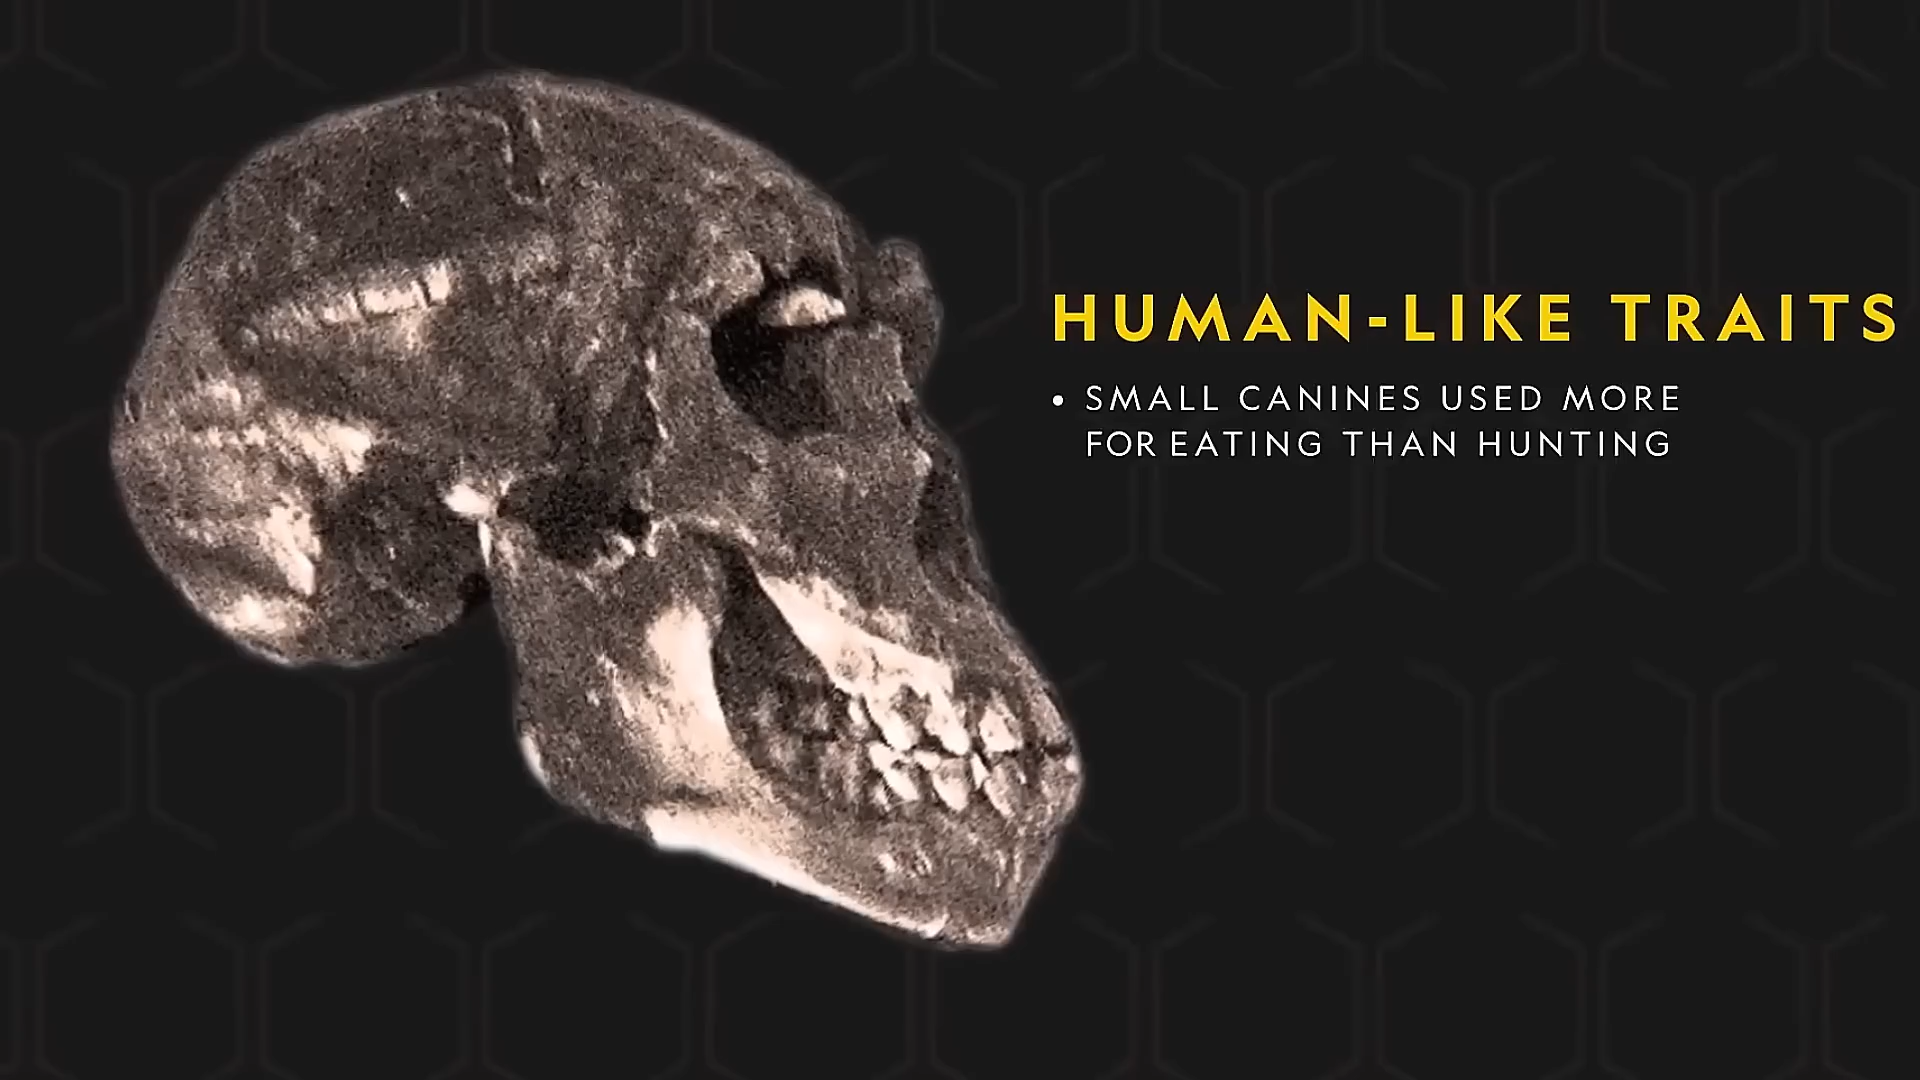 HUMAN-LIKE TRAITS
• SMALL CANINES USED MORE
FOR EATING THAN HUNTING